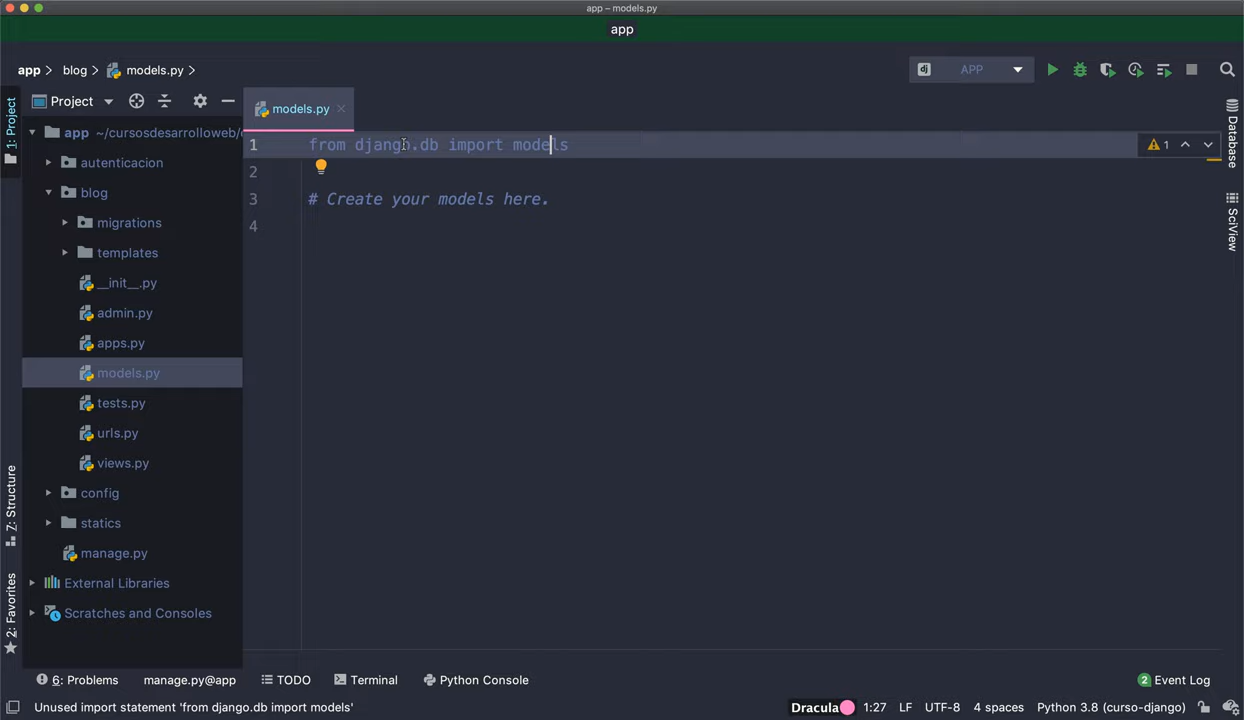 app – models.py
app
app
blog
models.py
dj APP
1: Project
Project
models.py
Database
SciView
app ~/cursosdesarrolloweb/
autenticacion
blog
migrations
templates
__init__.py
admin.py
apps.py
models.py
tests.py
urls.py
views.py
config
statics
manage.py
External Libraries
Scratches and Consoles
1 from django.db import models
1
2
3 # Create your models here.
4
Z: Structure
2: Favorites
6: Problems
manage.py@app
TODO
Terminal
Python Console
2 Event Log
Unused import statement 'from django.db import models'
Dracula
1:27
LF
UTF-8
4 spaces
Python 3.8 (curso-django)